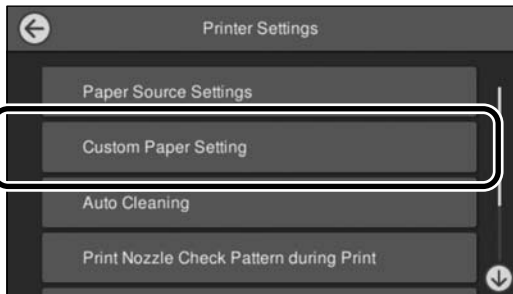 Printer Settings
Paper Source Settings
Custom Paper Setting
Auto Cleaning
Print Nozzle Check Pattern during Print